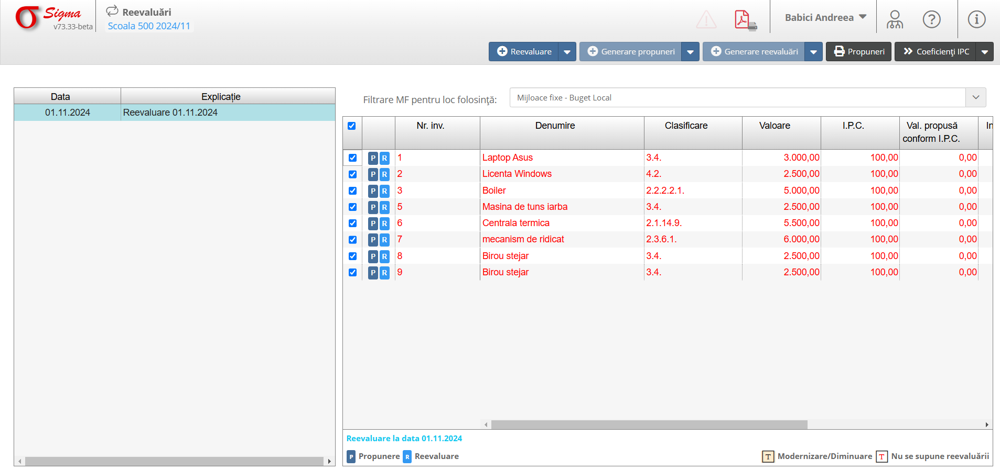 σ Sigma
v73.33-beta
Reevaluări
Scoala 500 2024/11
Babici Andreea
Reevaluare
Generare propuneri
Generare reevaluări
Propuneri
Coeficienți IPC
Data Explicație
01.11.2024 Reevaluare 01.11.2024
Filtrare MF pentru loc folosință: Mijloace fixe - Buget Local
Nr. inv. Denumire Clasificare Valoare I.P.C. Val. propusă conform I.P.C. In
P R 1 Laptop Asus 3.4. 3.000,00 100,00 0,00
P R 2 Licenta Windows 4.2. 2.500,00 100,00 0,00
P R 3 Boiler 2.2.2.2.1. 5.000,00 100,00 0,00
P R 5 Masina de tuns iarba 3.4. 2.500,00 100,00 0,00
P R 6 Centrala termica 2.1.14.9. 5.500,00 100,00 0,00
P R 7 mecanism de ridicat 2.3.6.1. 6.000,00 100,00 0,00
P R 8 Birou stejar 3.4. 2.500,00 100,00 0,00
P R 9 Birou stejar 3.4. 2.500,00 100,00 0,00
Reevaluare la data 01.11.2024
P Propunere R Reevaluare
T Modernizare/Diminuare T Nu se supune reevaluării